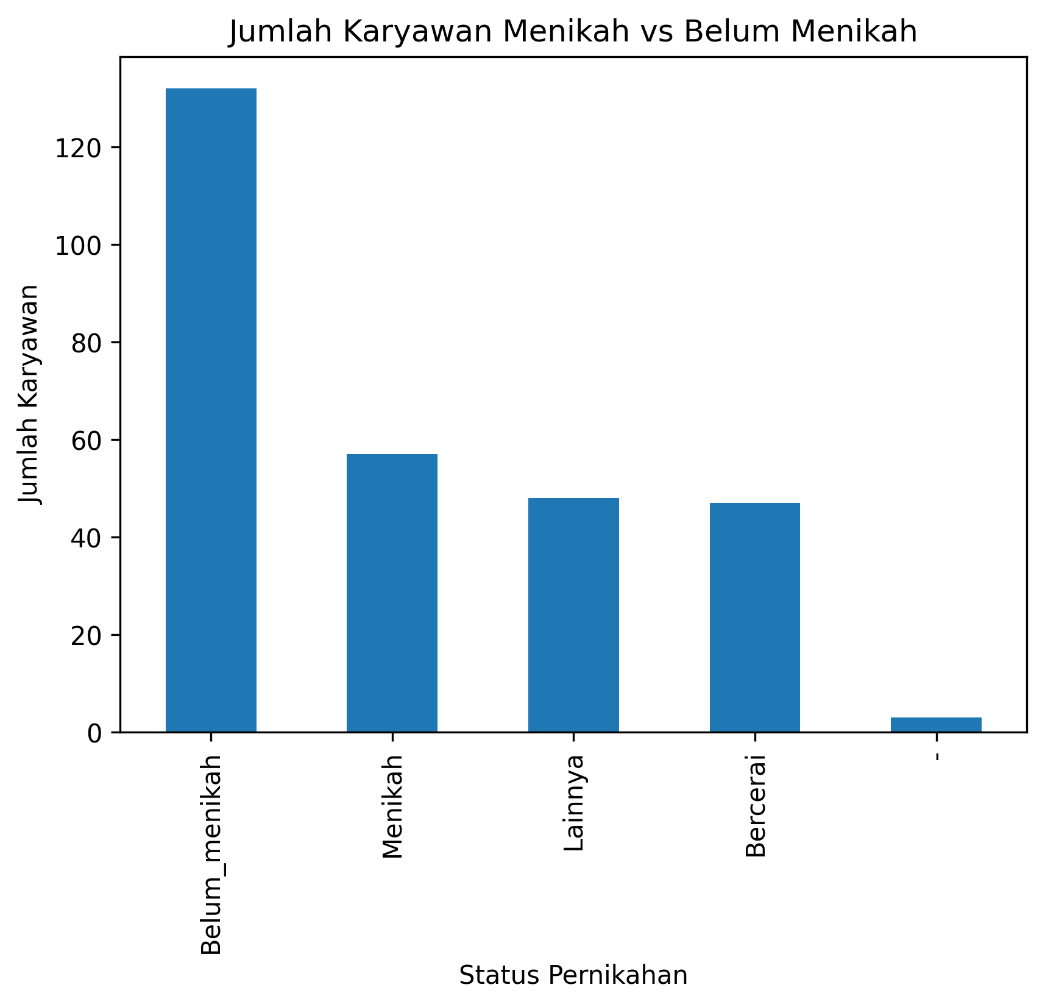 Jumlah Karyawan Menikah vs Belum Menikah
120
100
80
60
40
20
0
Jumlah Karyawan
Belum_menikah
Menikah
Lainnya
Bercerai
-
Status Pernikahan